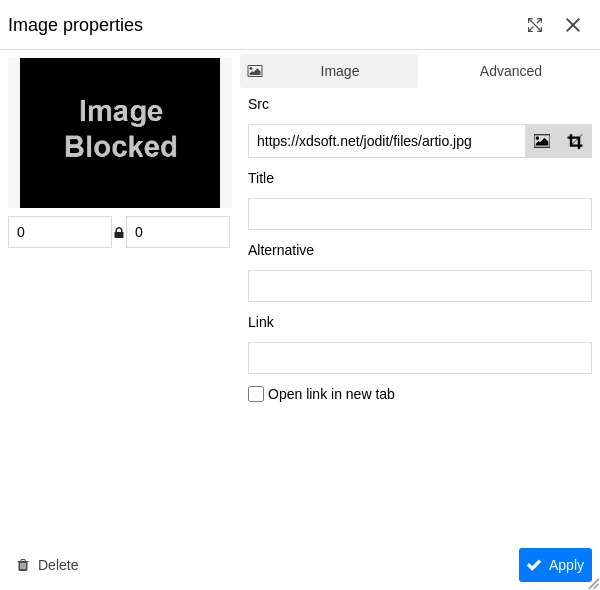 Image properties
Image
Blocked
0
0
Image
Advanced
Src
https://xdsoft.net/jodit/files/artio.jpg
Title
Alternative
Link
Open link in new tab
Delete
Apply